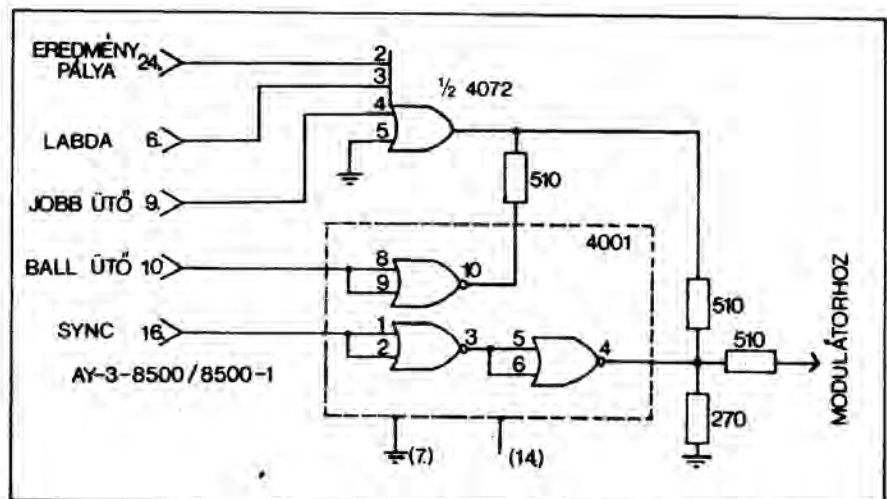 EREDMÉNY, 24.
PÁLYA
LABDA 6.
JOBB ÜTŐ 9.
BALL ÜTŐ 10
SYNC 16.
AY-3-8500/8500-1
2
3
4
5
½ 4072
510
4001
8
9
10
1
2
3
5
6
4
510
510
270
(7.)
(14.)
MODULÁTORHOZ